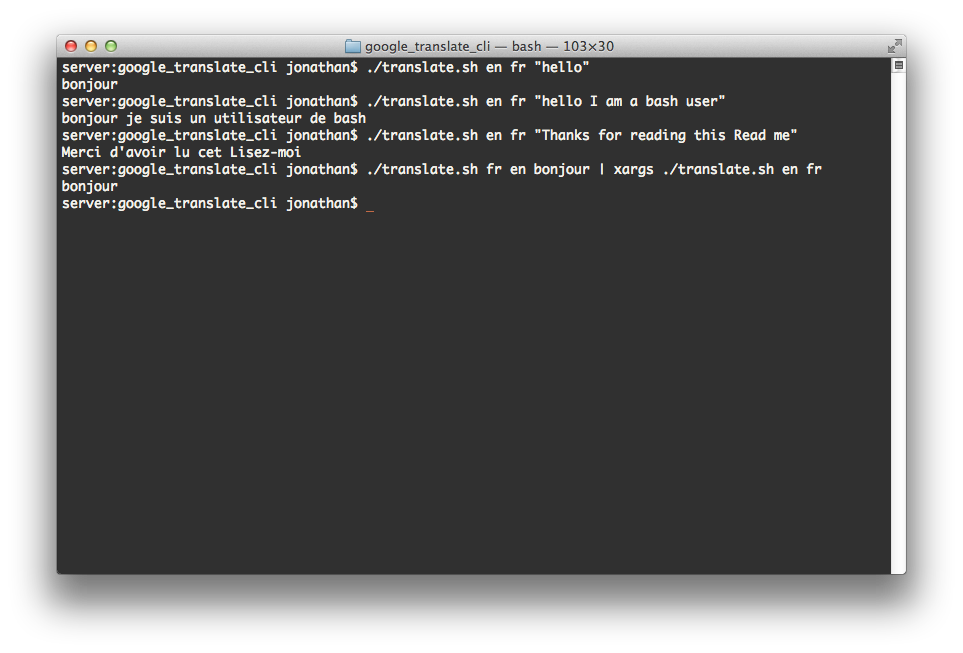 google_translate_cli — bash — 103×30
server:google_translate_cli jonathan$ ./translate.sh en fr "hello"
bonjour
server:google_translate_cli jonathan$ ./translate.sh en fr "hello I am a bash user"
bonjour je suis un utilisateur de bash
server:google_translate_cli jonathan$ ./translate.sh en fr "Thanks for reading this Read me"
Merci d'avoir lu cet Lisez-moi
server:google_translate_cli jonathan$ ./translate.sh fr en bonjour | xargs ./translate.sh en fr
bonjour
server:google_translate_cli jonathan$ _